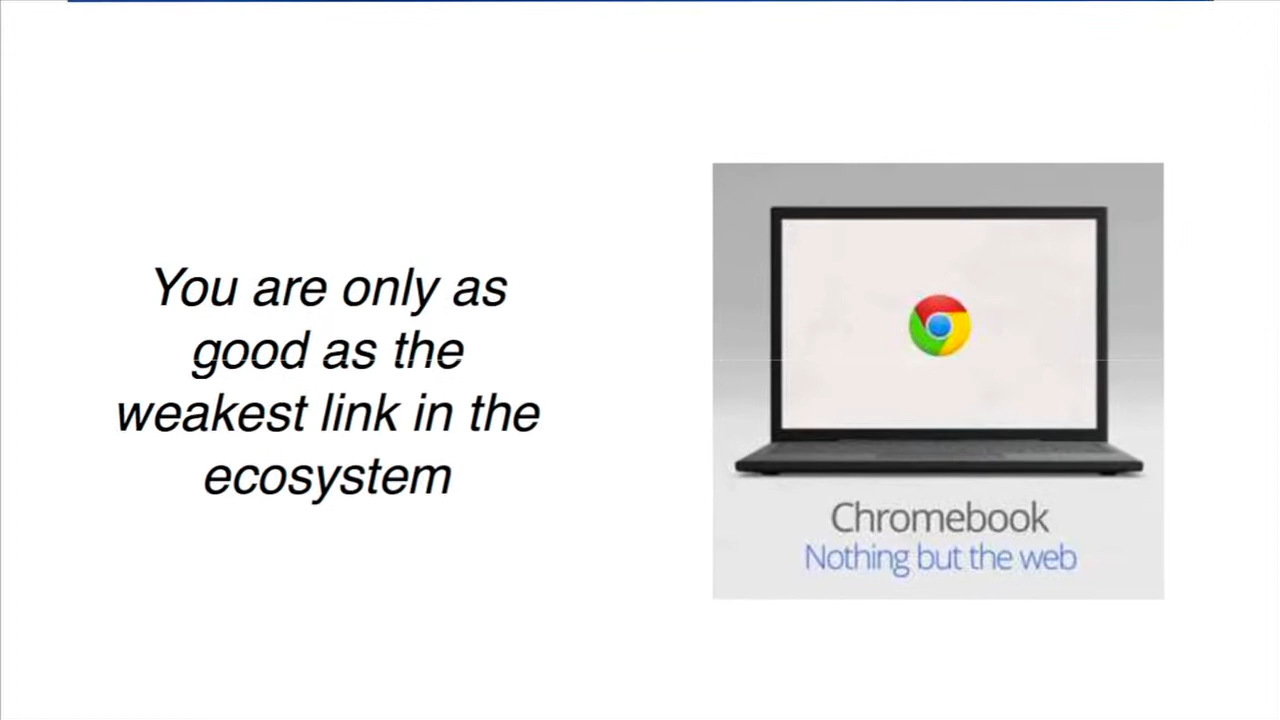 You are only as
good as the
weakest link in the
ecosystem
Chromebook
Nothing but the web